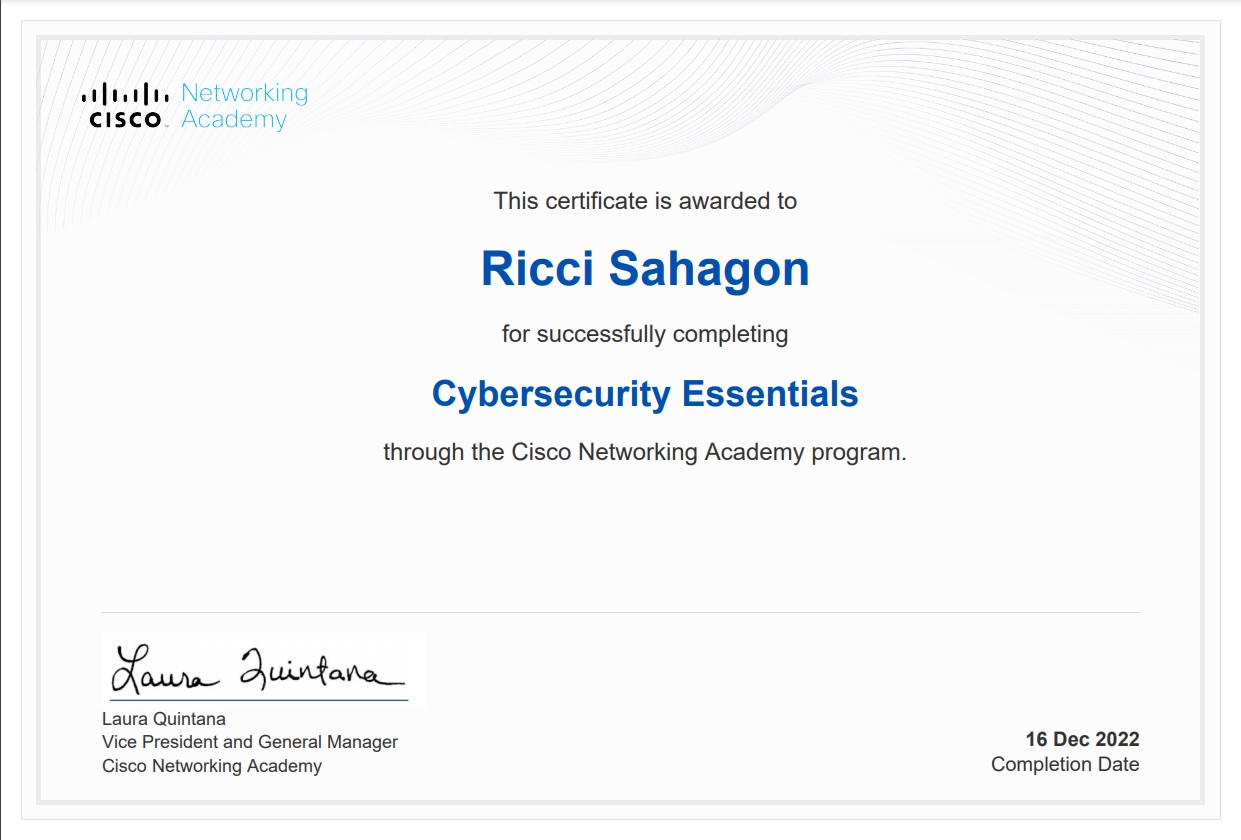 Networking
CISCO Academy
This certificate is awarded to
Ricci Sahagon
for successfully completing
Cybersecurity Essentials
through the Cisco Networking Academy program.
Laura Quintana
Laura Quintana
Vice President and General Manager
Cisco Networking Academy
16 Dec 2022
Completion Date